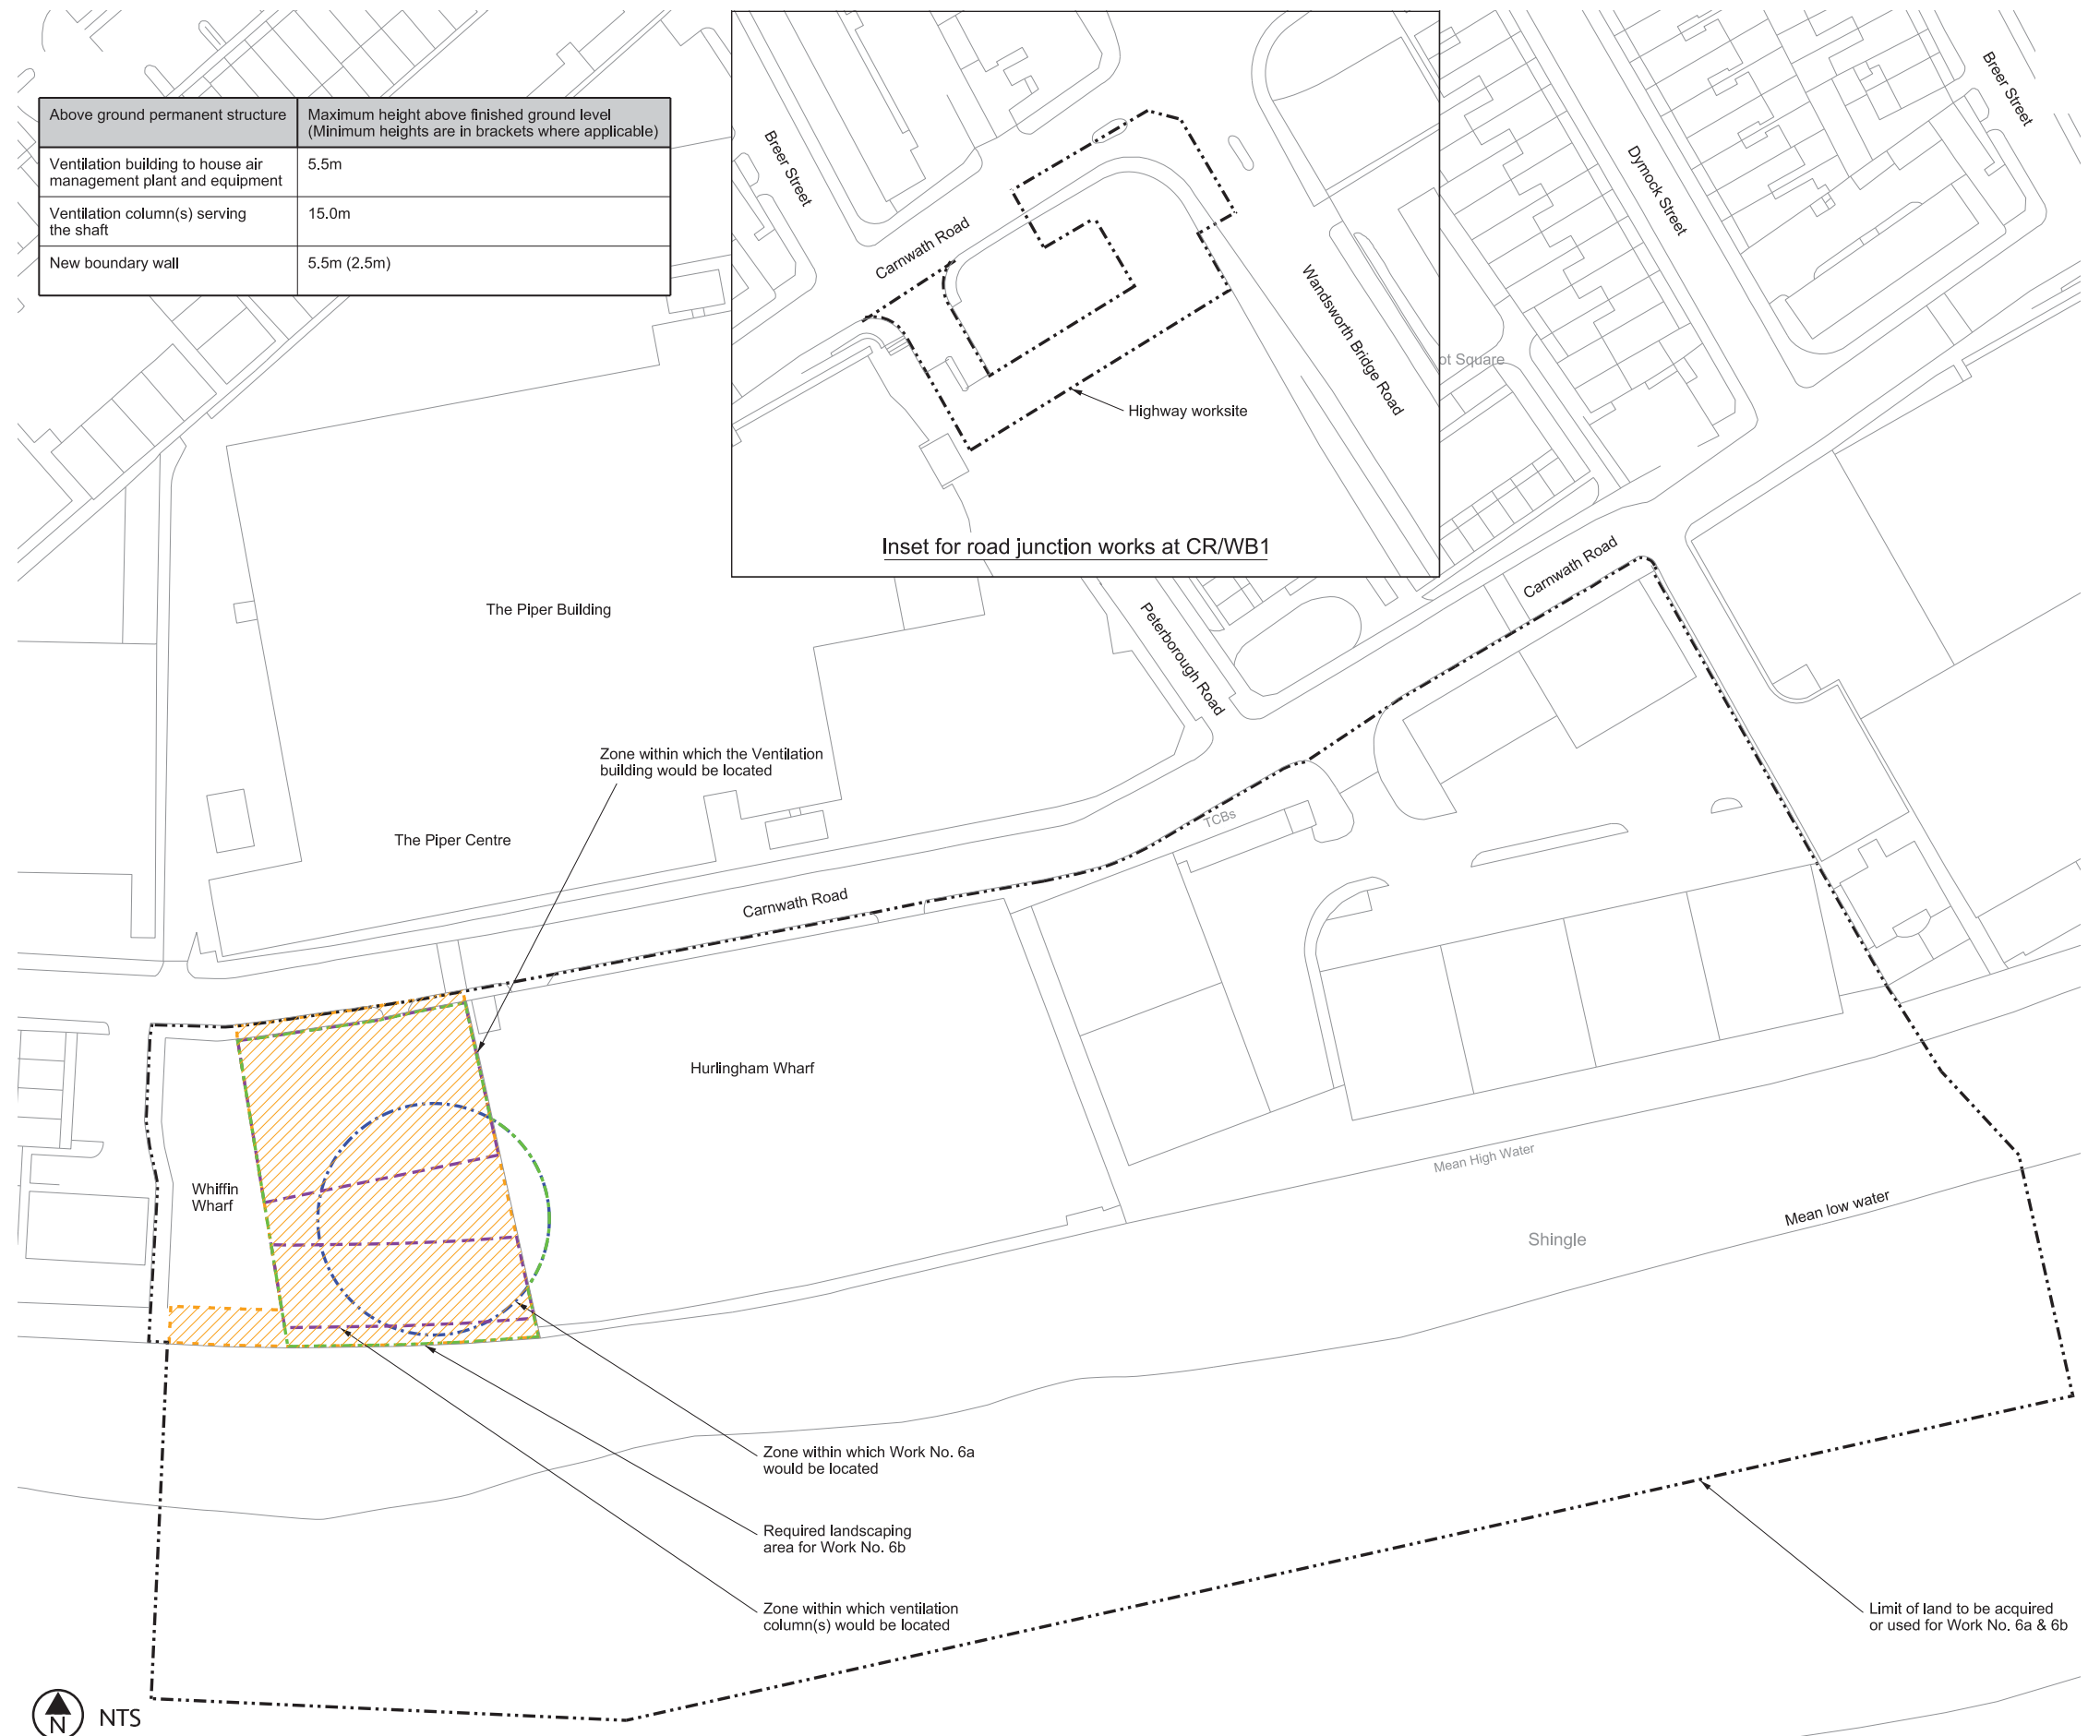 Above ground permanent structure
Maximum height above finished ground level
(Minimum heights are in brackets where applicable)
Ventilation building to house air
management plant and equipment
5.5m
Ventilation column(s) serving
the shaft
15.0m
New boundary wall
5.5m (2.5m)
Breer Street
Carnwath Road
Wandsworth Bridge Road
Highway worksite
Inset for road junction works at CR/WB1
Breer Street
Dymock Street
ot Square
Carnwath Road
Peterborough Road
The Piper Building
Zone within which the Ventilation
building would be located
The Piper Centre
TCBs
Carnwath Road
Hurlingham Wharf
Whiffin
Wharf
Mean High Water
Mean low water
Shingle
Zone within which Work No. 6a
would be located
Required landscaping
area for Work No. 6b
Zone within which ventilation
column(s) would be located
Limit of land to be acquired
or used for Work No. 6a & 6b
N
NTS